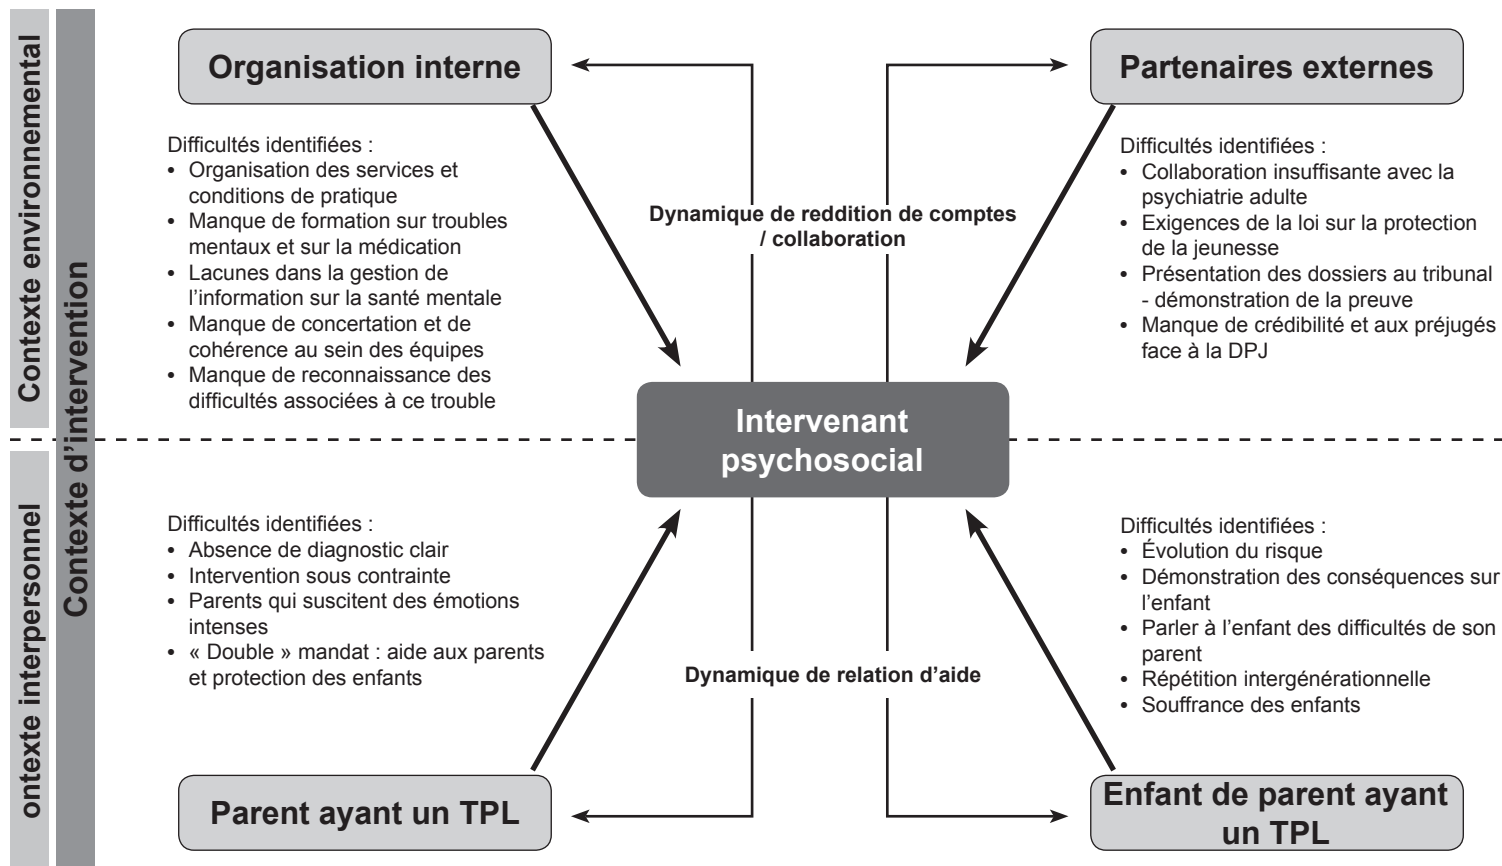 Contexte environnemental
Contexte d’intervention
ontexte interpersonnel
Organisation interne
Difficultés identifiées :
• Organisation des services et
conditions de pratique
• Manque de formation sur troubles
mentaux et sur la médication
• Lacunes dans la gestion de
l’information sur la santé mentale
• Manque de concertation et de
cohérence au sein des équipes
• Manque de reconnaissance des
difficultés associées à ce trouble
Partenaires externes
Difficultés identifiées :
• Collaboration insuffisante avec la
psychiatrie adulte
• Exigences de la loi sur la protection
de la jeunesse
• Présentation des dossiers au tribunal
- démonstration de la preuve
• Manque de crédibilité et aux préjugés
face à la DPJ
Dynamique de reddition de comptes
/ collaboration
Intervenant
psychosocial
Difficultés identifiées :
• Absence de diagnostic clair
• Intervention sous contrainte
• Parents qui suscitent des émotions
intenses
• « Double » mandat : aide aux parents
et protection des enfants
Parent ayant un TPL
Dynamique de relation d’aide
Difficultés identifiées :
• Évolution du risque
• Démonstration des conséquences sur
l’enfant
• Parler à l’enfant des difficultés de son
parent
• Répétition intergénérationnelle
• Souffrance des enfants
Enfant de parent ayant
un TPL